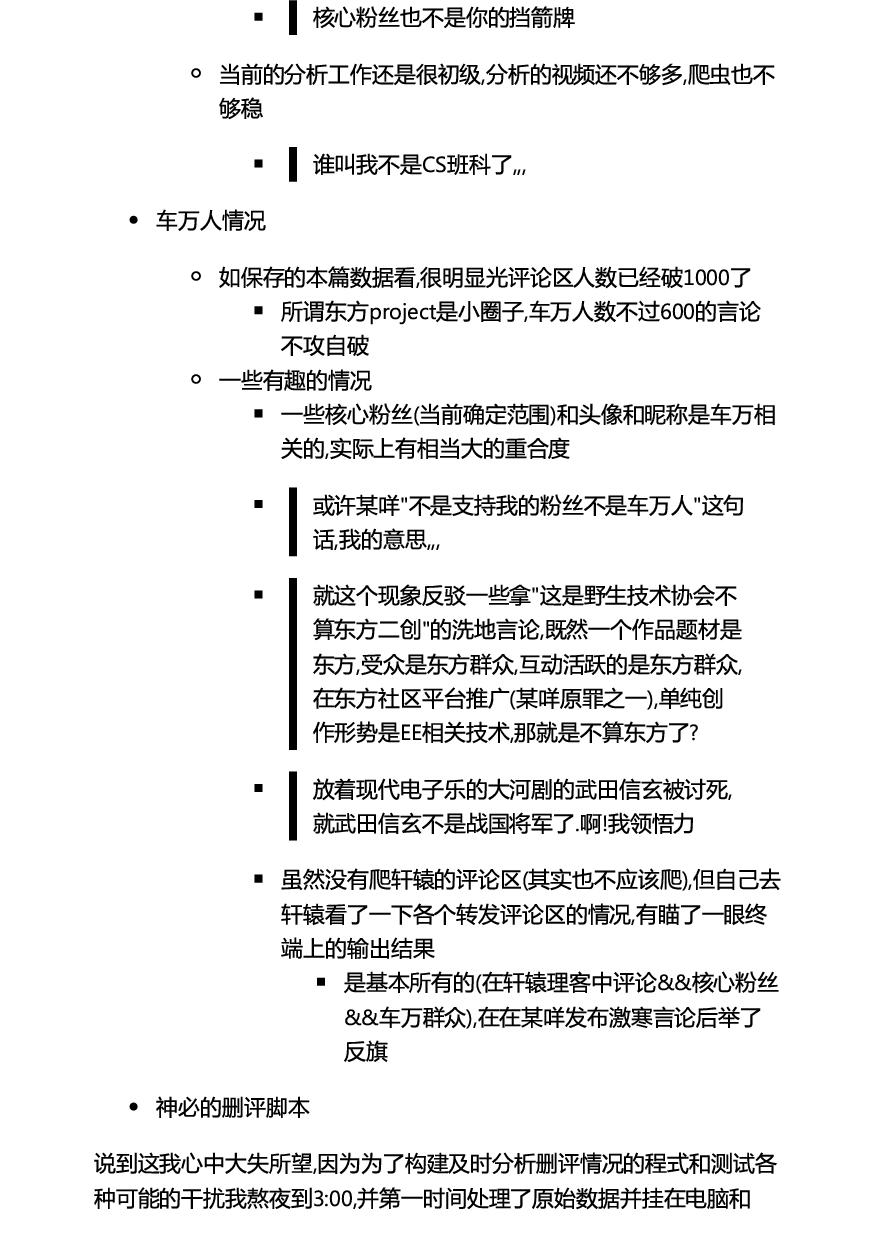 核心粉丝也不是你的挡箭牌
当前的分析工作还是很初级,分析的视频还不够多,爬虫也不
够稳
谁叫我不是CS班科了,,,
车万人情况
如保存的本篇数据看,很明显光评论区人数已经破1000了
所谓东方project是小圈子,车万人数不过600的言论
不攻自破
一些有趣的情况
一些核心粉丝(当前确定范围)和头像和昵称是车万相
关的,实际上有相当大的重合度
或许某咩"不是支持我的粉丝不是车万人"这句
话,我的意思,,,
就这个现象反驳一些拿"这是野生技术协会不
算东方二创"的洗地言论,既然一个作品题材是
东方,受众是东方群众,互动活跃的是东方群众,
在东方社区平台推广(某咩原罪之一),单纯创
作形势是EE相关技术,那就是不算东方了?
放着现代电子乐的大河剧的武田信玄被讨死,
就武田信玄不是战国将军了.啊!我领悟力
虽然没有爬轩辕的评论区(其实也不应该爬),但自己去
轩辕看了一下各个转发评论区的情况,有瞄了一眼终
端上的输出结果
是基本所有的(在轩辕理客中评论&&核心粉丝
&&车万群众),在在某咩发布激寒言论后举了
反旗
神必的删评脚本
说到这我心中大失所望,因为为了构建及时分析删评情况的程式和测试各
种可能的干扰我熬夜到3:00,并第一时间处理了原始数据并挂在电脑和